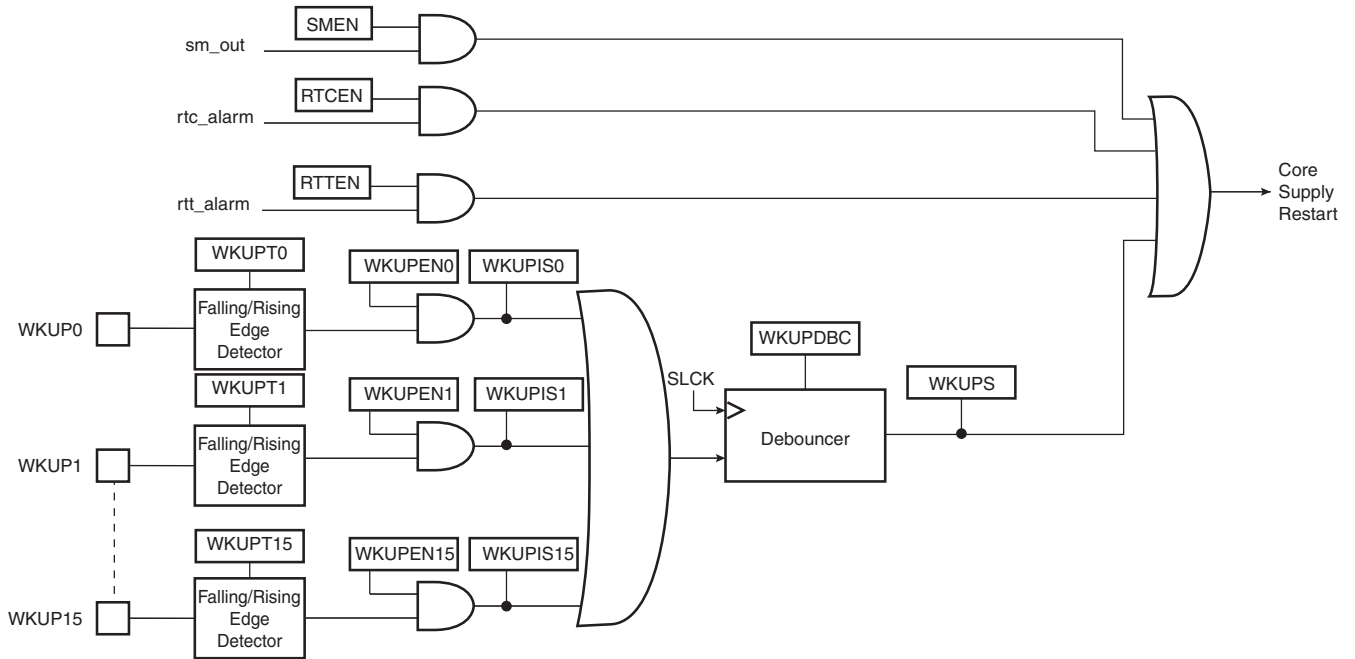 SMEN
sm_out
RTCEN
rtc_alarm
RTTEN
rtt_alarm
Core
Supply
Restart
WKUPT0
WKUPEN0
WKUPIS0
WKUP0
Falling/Rising
Edge
Detector
WKUPT1
WKUPEN1
WKUPIS1
WKUP1
Falling/Rising
Edge
Detector
SLCK
WKUPDBC
Debouncer
WKUPS
WKUPT15
WKUPEN15
WKUPIS15
WKUP15
Falling/Rising
Edge
Detector